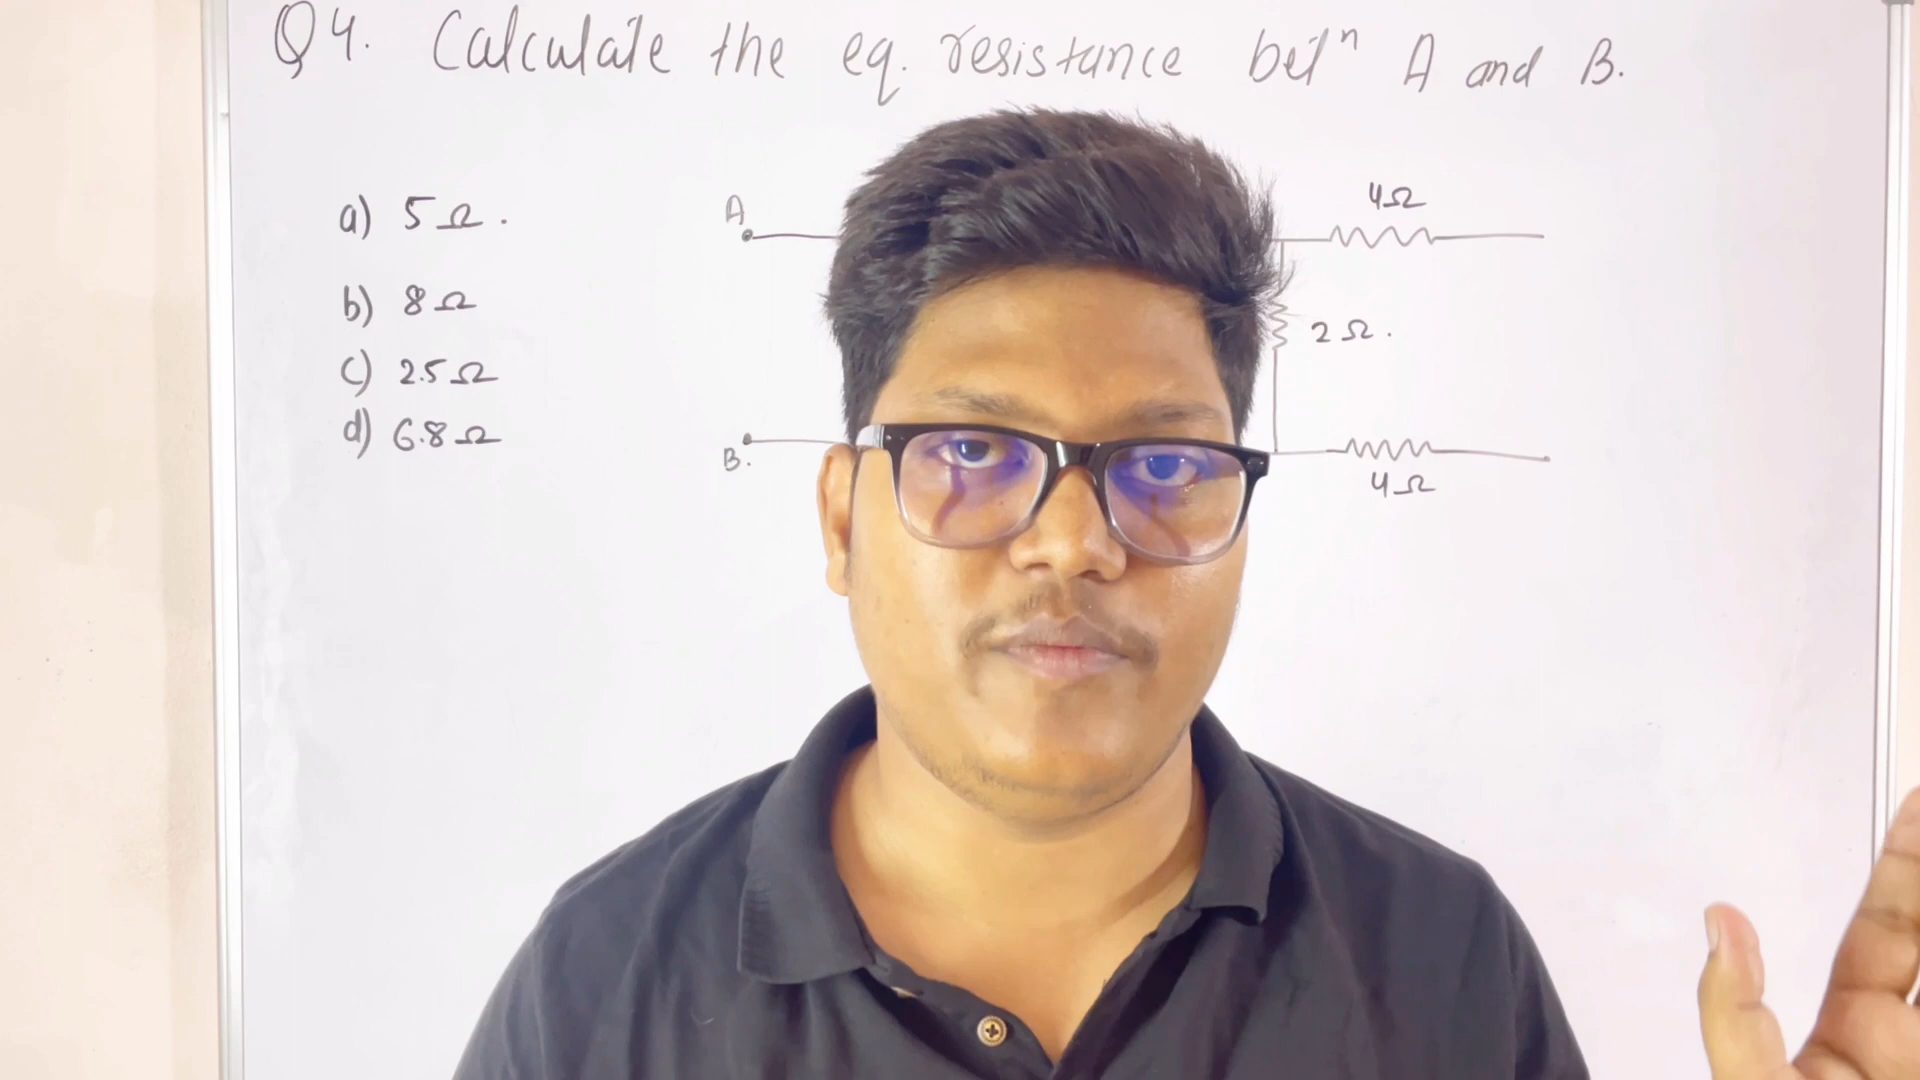 Q4. Calculate the eq. resistance betⁿ A and B.
a) 5Ω.
b) 8Ω
c) 2.5Ω
d) 6.8Ω
A
4Ω
2Ω.
B.
4Ω